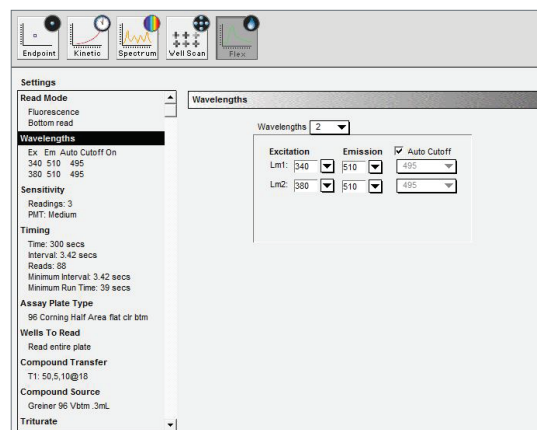 Endpoint Kinetic Spectrum Well Scan Flex
Settings
Read Mode
Fluorescence
Bottom read
Wavelengths
Ex Em Auto Cutoff On
340 510 495
380 510 495
Sensitivity
Readings: 3
PMT: Medium
Timing
Time: 300 secs
Interval: 3.42 secs
Reads: 88
Minimum Interval: 3.42 secs
Minimum Run Time: 39 secs
Assay Plate Type
96 Corning Half Area flat clr btm
Wells To Read
Read entire plate
Compound Transfer
T1: 50,5,10@18
Compound Source
Greiner 96 Vbtm .3mL
Triturate
Wavelengths
Wavelengths 2
Excitation Emission Auto Cutoff
Lm1: 340 510 495
Lm2: 380 510 495